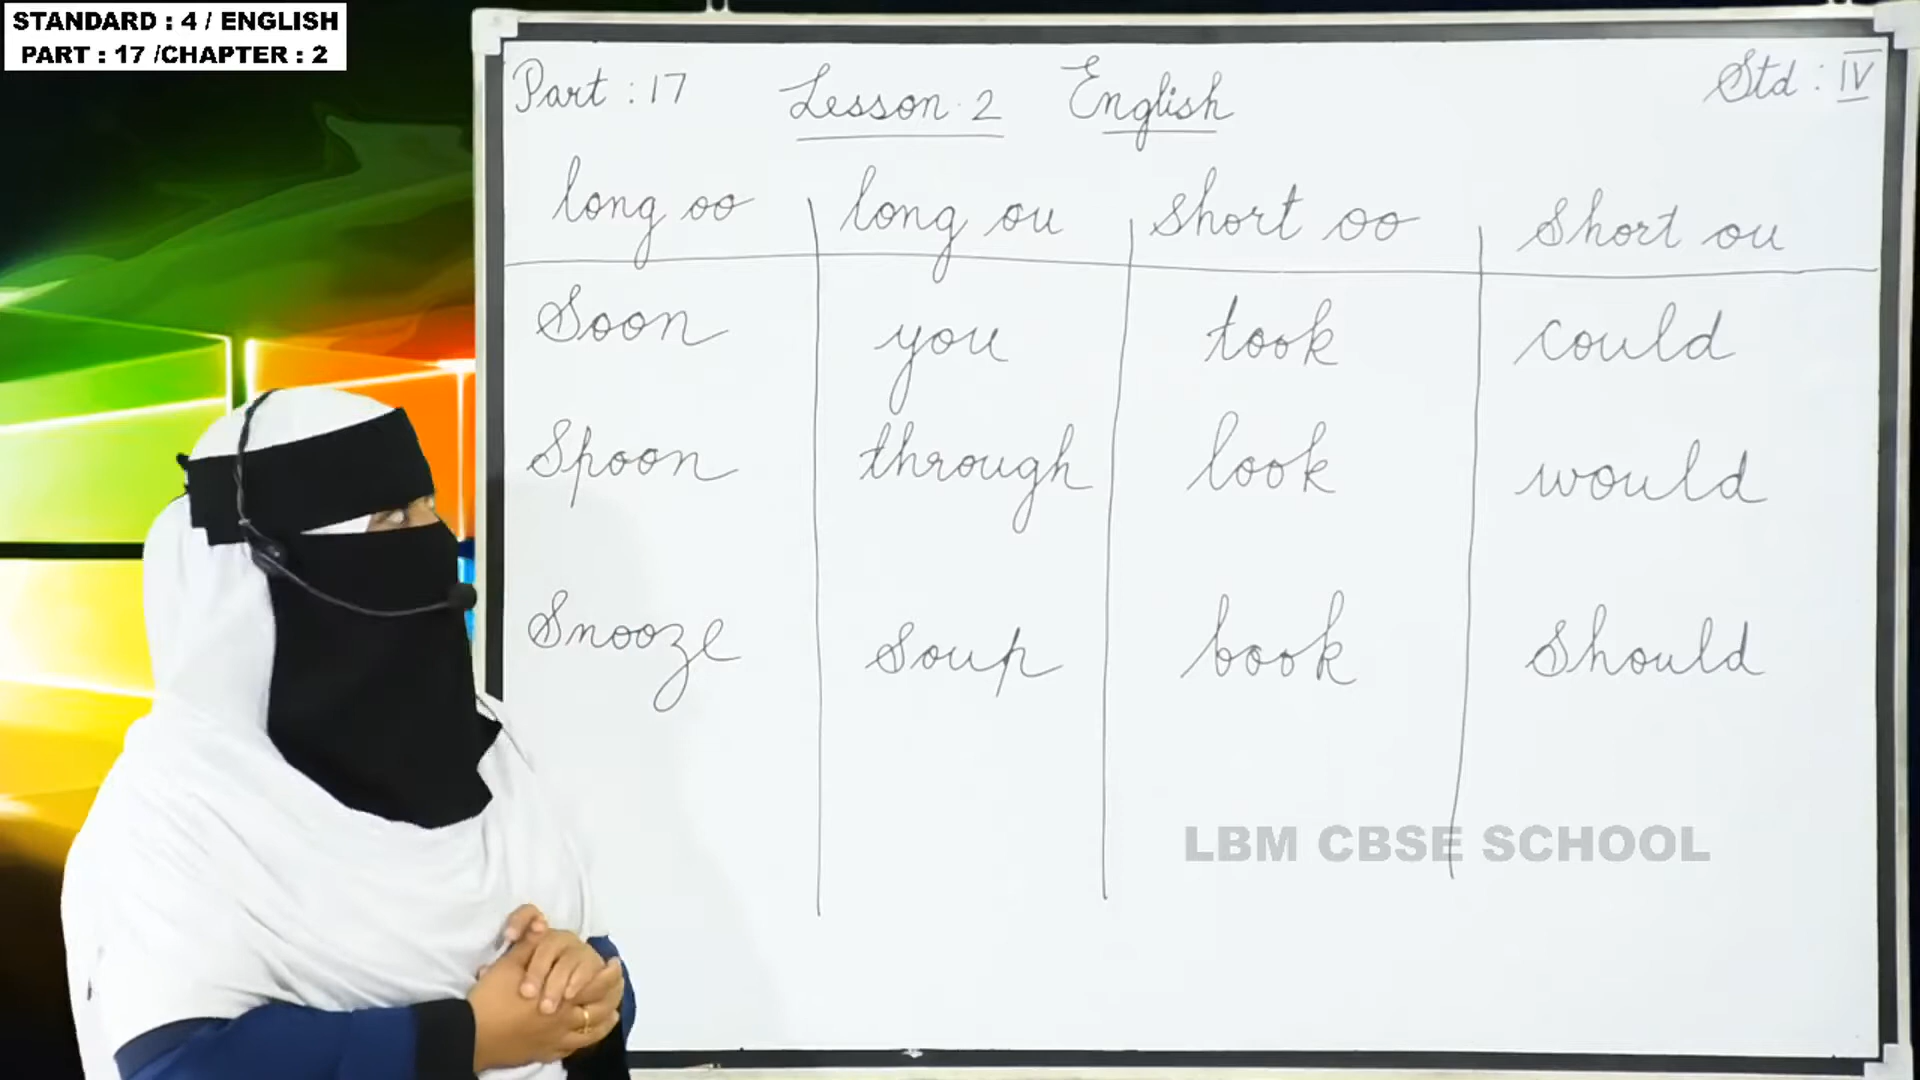 STANDARD : 4 / ENGLISH
PART : 17 /CHAPTER : 2
Part : 17 Lesson 2 English Std : IV
long oo long ou short oo short ou
Soon you took could
Spoon through look would
Snooze soup book should
LBM CBSE SCHOOL